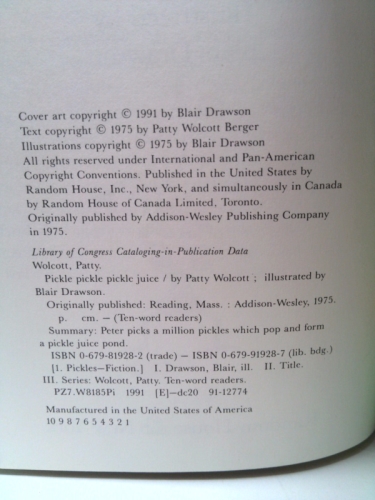 Cover art copyright © 1991 by Blair Drawson
Text copyright © 1975 by Patty Wolcott Berger
Illustrations copyright © 1975 by Blair Drawson
All rights reserved under International and Pan-American
Copyright Conventions. Published in the United States by
Random House, Inc., New York, and simultaneously in Canada
by Random House of Canada Limited, Toronto.
Originally published by Addison-Wesley Publishing Company
in 1975.
Library of Congress Cataloging-in-Publication Data
Wolcott, Patty.
Pickle pickle pickle juice / by Patty Wolcott ; illustrated by
Blair Drawson.
Originally published: Reading, Mass. : Addison-Wesley, 1975.
p. cm. — (Ten-word readers)
Summary: Peter picks a million pickles which pop and form
a pickle juice pond.
ISBN 0-679-81928-2 (trade) — ISBN 0-679-91928-7 (lib. bdg.)
[1. Pickles—Fiction.] I. Drawson, Blair, ill. II. Title.
III. Series: Wolcott, Patty. Ten-word readers.
PZ7.W8185Pi 1991 [E]—dc20 91-12774
Manufactured in the United States of America
10 9 8 7 6 5 4 3 2 1